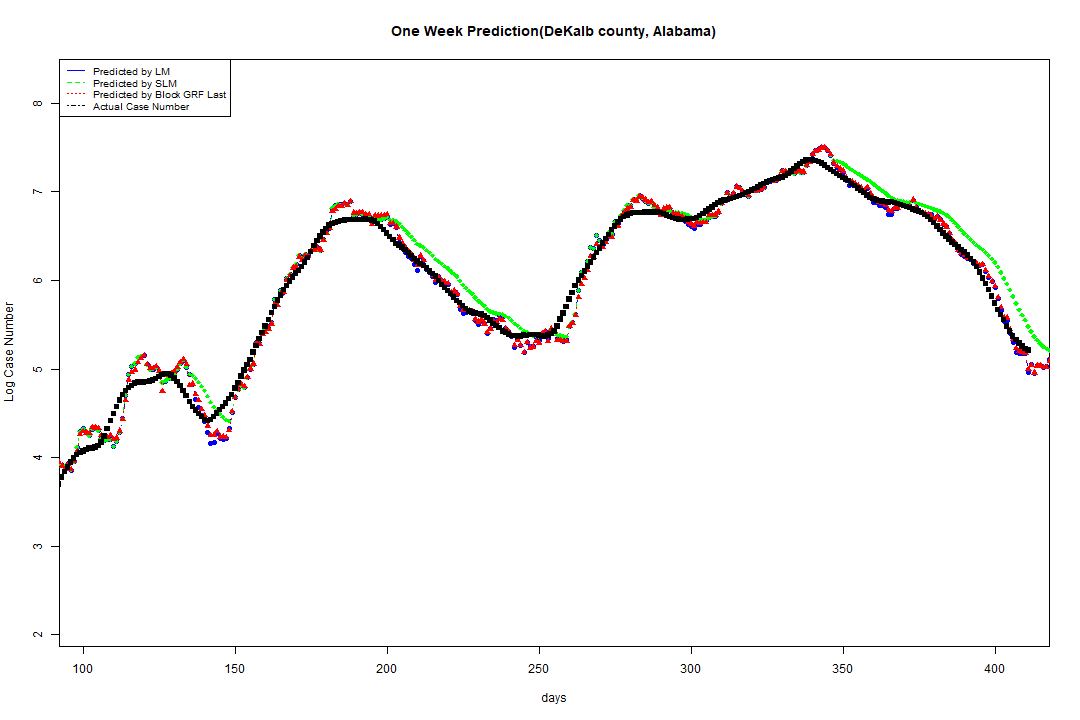 One Week Prediction(DeKalb county, Alabama)
Predicted by LM
Predicted by SLM
Predicted by Block GRF Last
Actual Case Number
8
7
6
5
4
3
2
Log Case Number
100 150 200 250 300 350 400
days